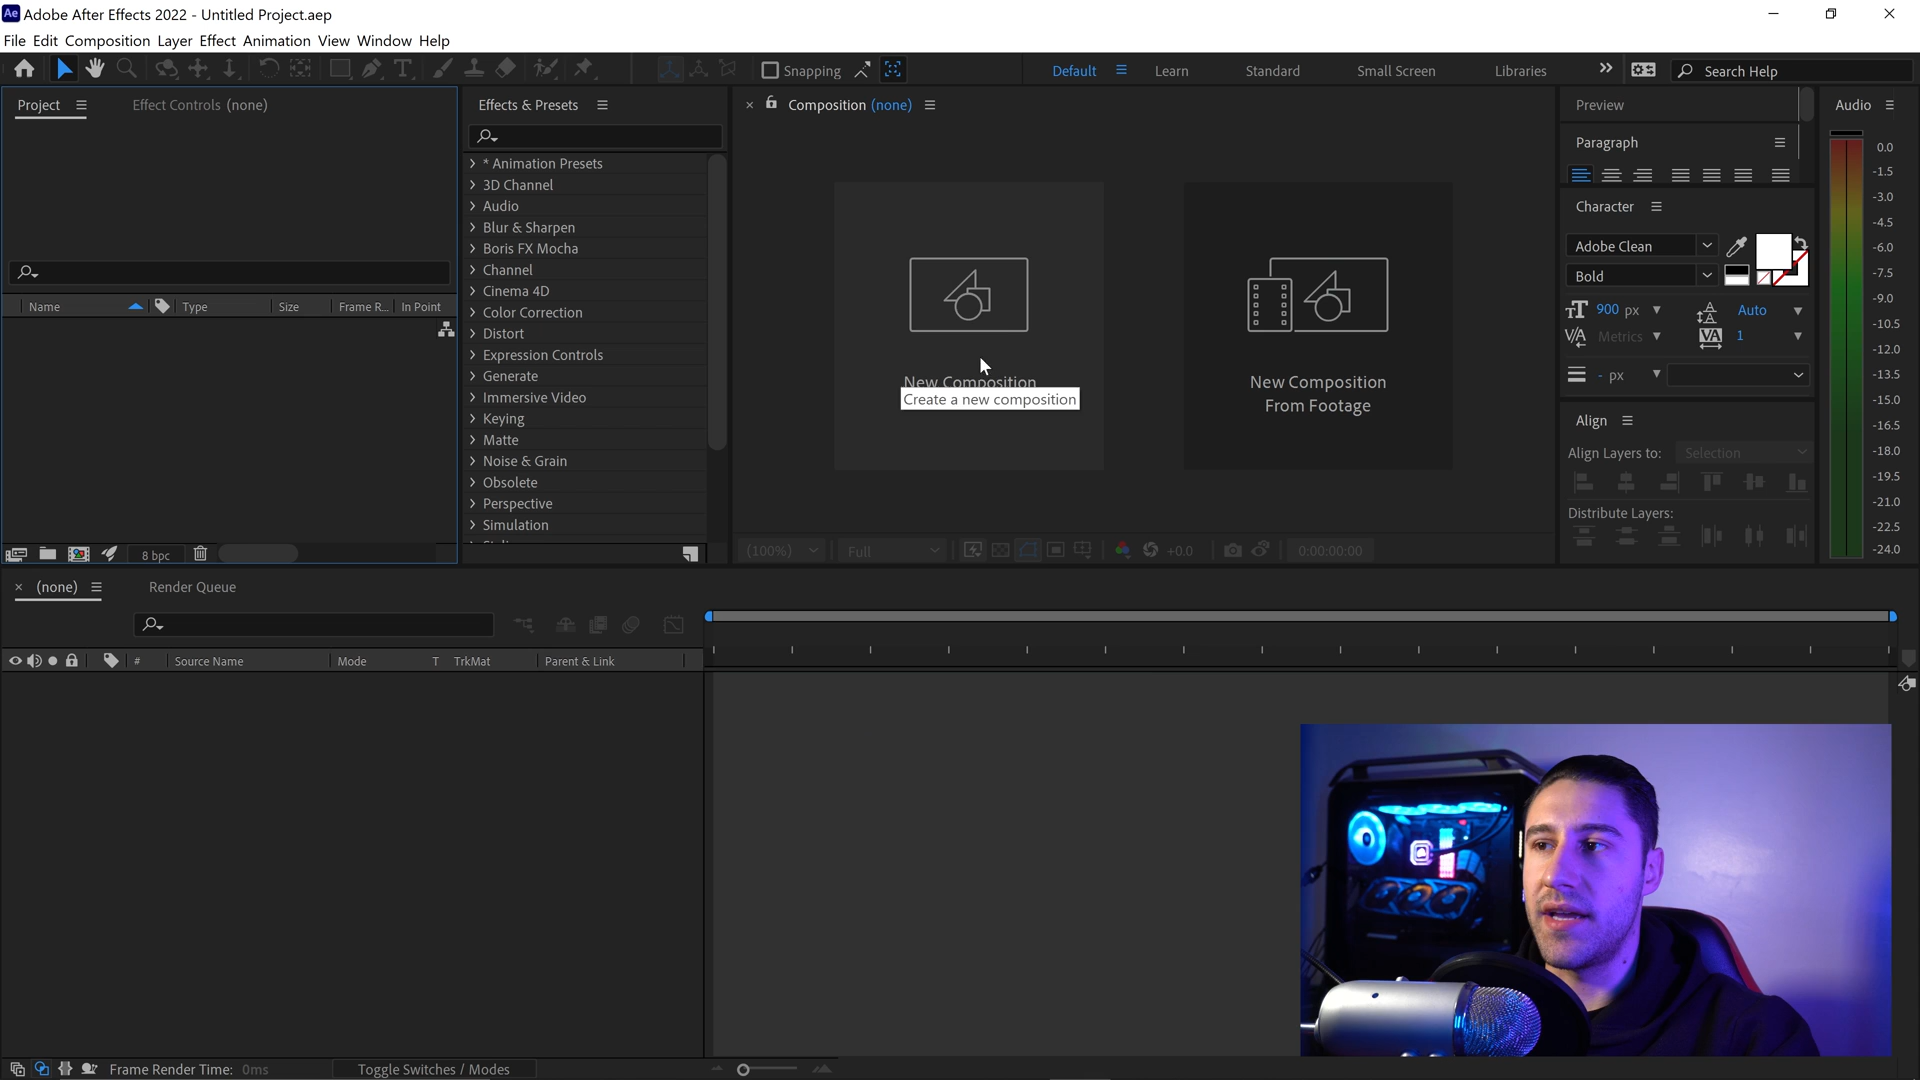 Ae Adobe After Effects 2022 - Untitled Project.aep
File Edit Composition Layer Effect Animation View Window Help
Snapping
Default Learn Standard Small Screen Libraries
Search Help
Project
Effect Controls (none)
Name Type Size Frame R... In Point
8 bpc
Effects & Presets
* Animation Presets
3D Channel
Audio
Blur & Sharpen
Boris FX Mocha
Channel
Cinema 4D
Color Correction
Distort
Expression Controls
Generate
Immersive Video
Keying
Matte
Noise & Grain
Obsolete
Perspective
Simulation
Composition (none)
New Composition
Create a new composition
New Composition
From Footage
(100%) Full +0.0 0:00:00:00
Preview
Paragraph
Character
Adobe Clean
Bold
900 px Auto
Metrics 1
- px
Align
Align Layers to: Selection
Distribute Layers:
Audio
0.0
-1.5
-3.0
-4.5
-6.0
-7.5
-9.0
-10.5
-12.0
-13.5
-15.0
-16.5
-18.0
-19.5
-21.0
-22.5
-24.0
(none)
Render Queue
# Source Name Mode T TrkMat Parent & Link
Frame Render Time: 0ms
Toggle Switches / Modes